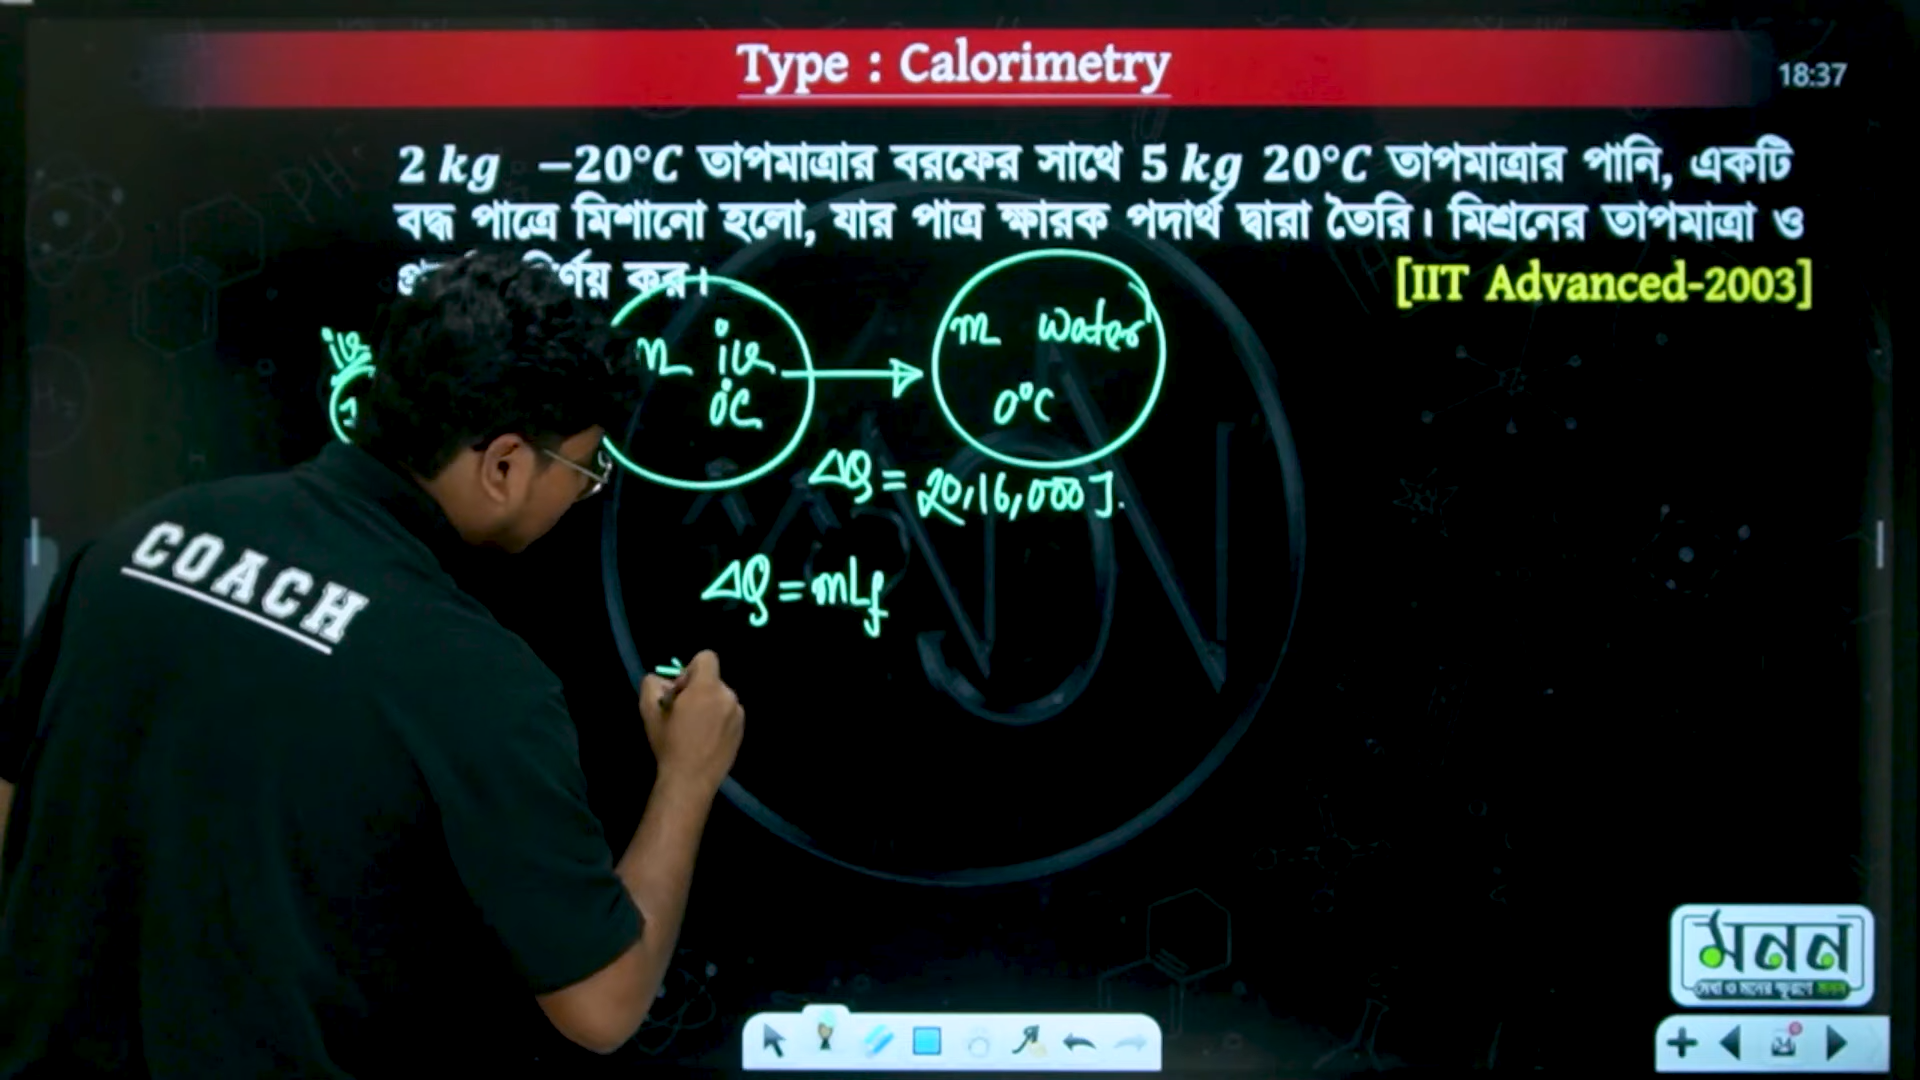 Type : Calorimetry
18:37
2 kg −20°C তাপমাত্রার বরফের সাথে 5 kg 20°C তাপমাত্রার পানি, একটি
বদ্ধ পাত্রে মিশানো হলো, যার পাত্র ক্ষারক পদার্থ দ্বারা তৈরি। মিশ্রনের তাপমাত্রা ও
কর।
[IIT Advanced-2003]
m ice
0°C
m water
0°C
ΔQ = 20,16,000 J.
ΔQ = mLf
COACH
মনন